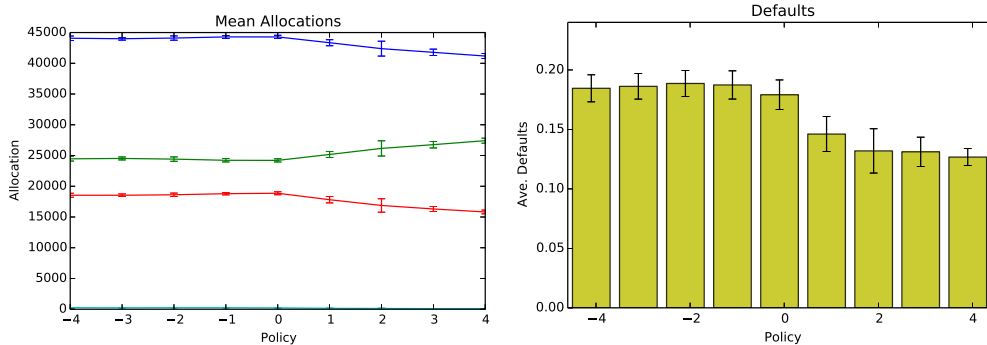 Mean Allocations
45000
40000
35000
30000
25000
20000
15000
10000
5000
0
Allocation
−4 −3 −2 −1 0 1 2 3 4
Policy
Defaults
0.20
0.15
0.10
0.05
0.00
Ave. Defaults
−4 −2 0 2 4
Policy